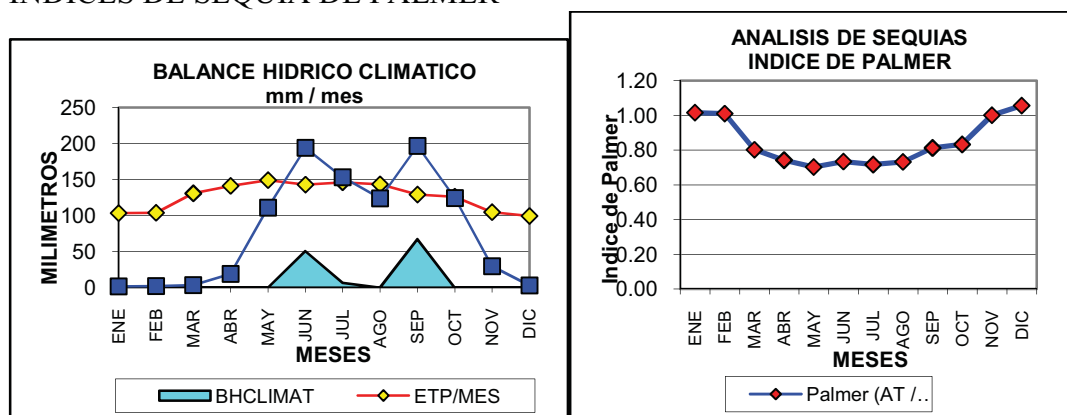 INDICES DE SEQUIA DE PALMER
BALANCE HIDRICO CLIMATICO
mm / mes
MILIMETROS
250
200
150
100
50
0
ENE
FEB
MAR
ABR
MAY
JUN
JUL
AGO
SEP
OCT
NOV
DIC
MESES
BHCLIMAT
ETP/MES
ANALISIS DE SEQUIAS
INDICE DE PALMER
Indice de Palmer
1.20
1.00
0.80
0.60
0.40
0.20
0.00
ENE
FEB
MAR
ABR
MAY
JUN
JUL
AGO
SEP
OCT
NOV
DIC
MESES
Palmer (AT /..